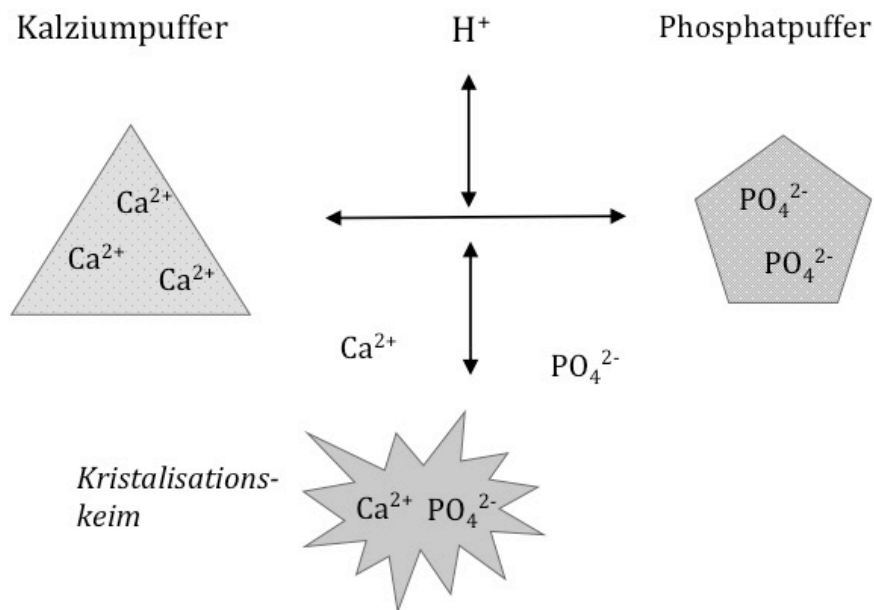 Kalziumpuffer
H⁺
Phosphatpuffer
Ca²⁺
Ca²⁺
Ca²⁺
PO₄²⁻
PO₄²⁻
Ca²⁺
PO₄²⁻
Kristalisations-
keim
Ca²⁺ PO₄²⁻